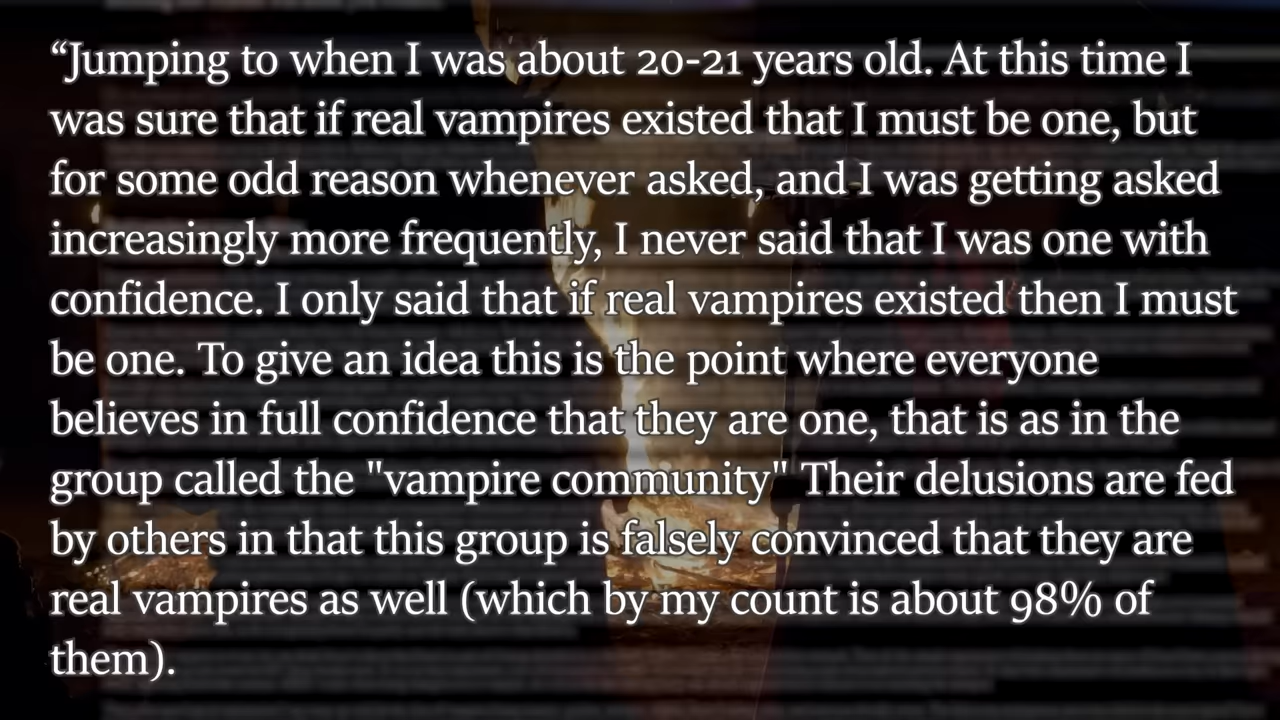 “Jumping to when I was about 20-21 years old. At this time I
was sure that if real vampires existed that I must be one, but
for some odd reason whenever asked, and I was getting asked
increasingly more frequently, I never said that I was one with
confidence. I only said that if real vampires existed then I must
be one. To give an idea this is the point where everyone
believes in full confidence that they are one, that is as in the
group called the "vampire community" Their delusions are fed
by others in that this group is falsely convinced that they are
real vampires as well (which by my count is about 98% of
them).